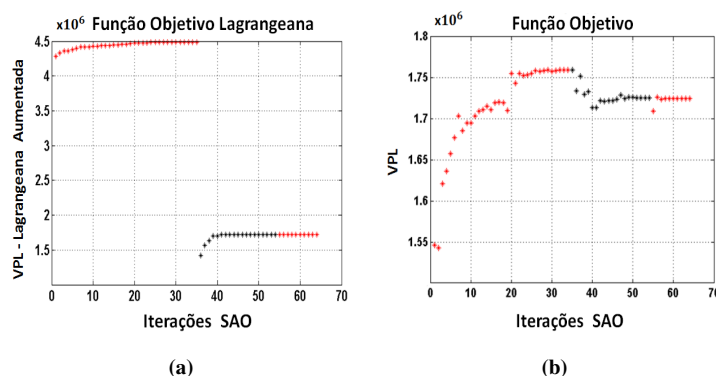 x10⁶ Função Objetivo Lagrangeana
4.5
4
3.5
3
2.5
2
1.5
0 10 20 30 40 50 60 70
VPL - Lagrangeana Aumentada
Iterações SAO
(a)
x10⁶ Função Objetivo
1.8
1.75
1.7
1.65
1.6
1.55
0 10 20 30 40 50 60 70
VPL
Iterações SAO
(b)